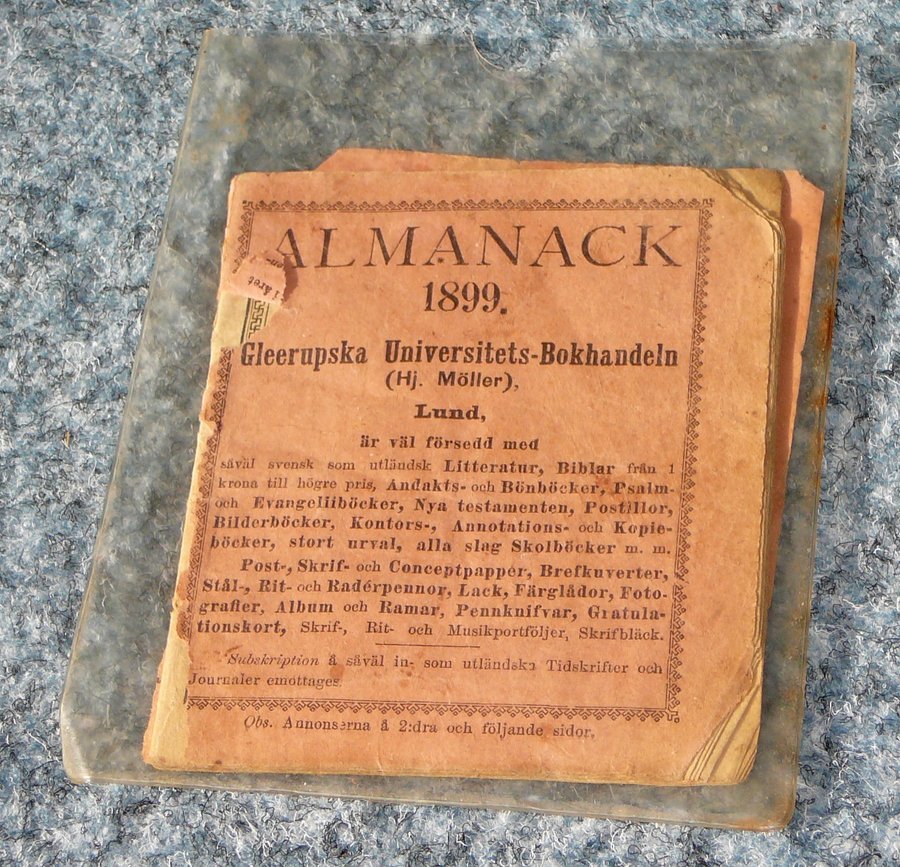 ALMANACK
i året
1899.
Gleerupska Universitets-Bokhandeln
(Hj. Möller),
Lund,
är väl försedd med
såväl svensk som utländsk Litteratur, Biblar från 1
krona till högre pris, Andakts- och Bönböcker, Psalm-
och Evangeliiböcker, Nya testamenten, Postillor,
Bilderböcker, Kontors-, Annotations- och Kopie-
böcker, stort urval, alla slag Skolböcker m. m.
Post-, Skrif- och Conceptpapper, Brefkuverter,
Stål-, Rit- och Radérpennor, Lack, Färglådor, Foto-
grafier, Album och Ramar, Pennknifvar, Gratula-
tionskort, Skrif-, Rit- och Musikportföljer, Skrifbläck.
Subskription å såväl in- som utländska Tidskrifter och
Journaler emottages.
Obs. Annonserna å 2:dra och följande sidor.